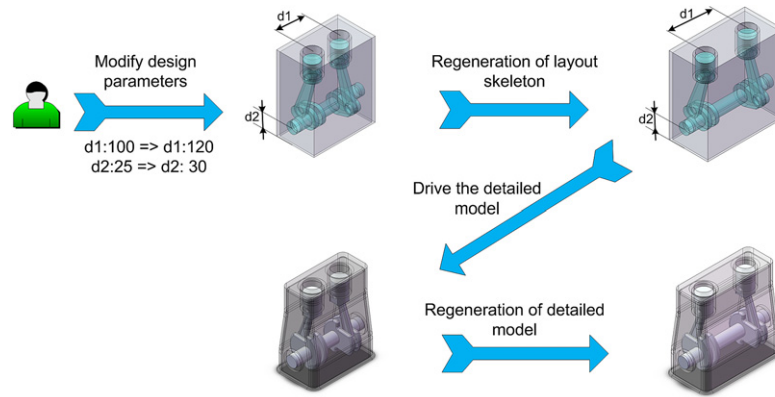 Modify design
parameters
d1:100 => d1:120
d2:25 => d2: 30
d1
d2
Regeneration of layout
skeleton
d1
d2
Drive the detailed
model
Regeneration of detailed
model